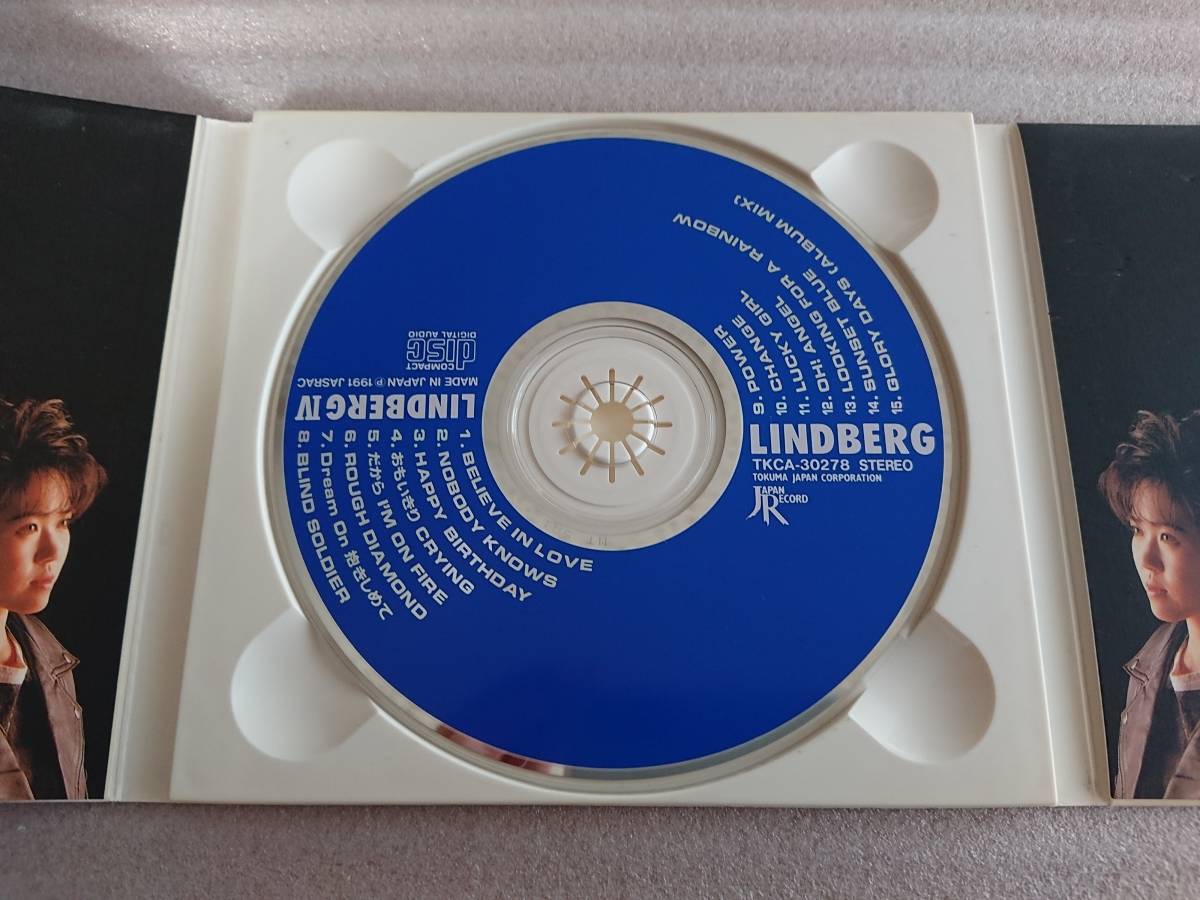 LINDBERG IV
MADE IN JAPAN Ⓟ 1991 JASRAC
COMPACT
disc
DIGITAL AUDIO
1. BELIEVE IN LOVE
2. NOBODY KNOWS
3. HAPPY BIRTHDAY
4. おもいきり CRYING
5. だから I'M ON FIRE
6. ROUGH DIAMOND
7. Dream On 抱きしめて
8. BLIND SOLDIER
9. POWER
10. CHANGE
11. LUCKY GIRL
12. OH! ANGEL
13. LOOKING FOR A RAINBOW
14. SUNSET BLUE
15. GLORY DAYS (ALBUM MIX)
LINDBERG
TKCA-30278 STEREO
TOKUMA JAPAN CORPORATION
JAPAN
RECORD